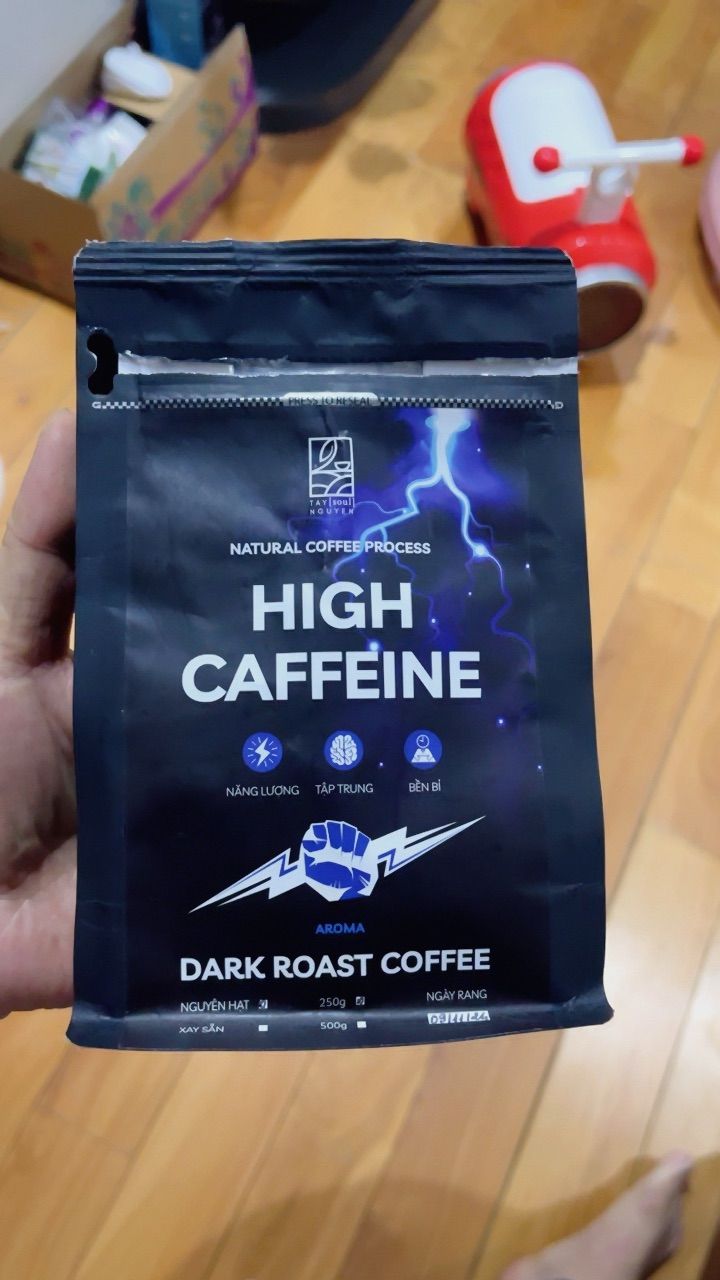 PRESS TO RESEAL
TAY [soul]
NGUYEN
NATURAL COFFEE PROCESS
HIGH
CAFFEINE
NĂNG LƯỢNG TẬP TRUNG BỀN BỈ
AROMA
DARK ROAST COFFEE
NGUYÊN HẠT 250g NGÀY RANG
XAY SẴN 500g